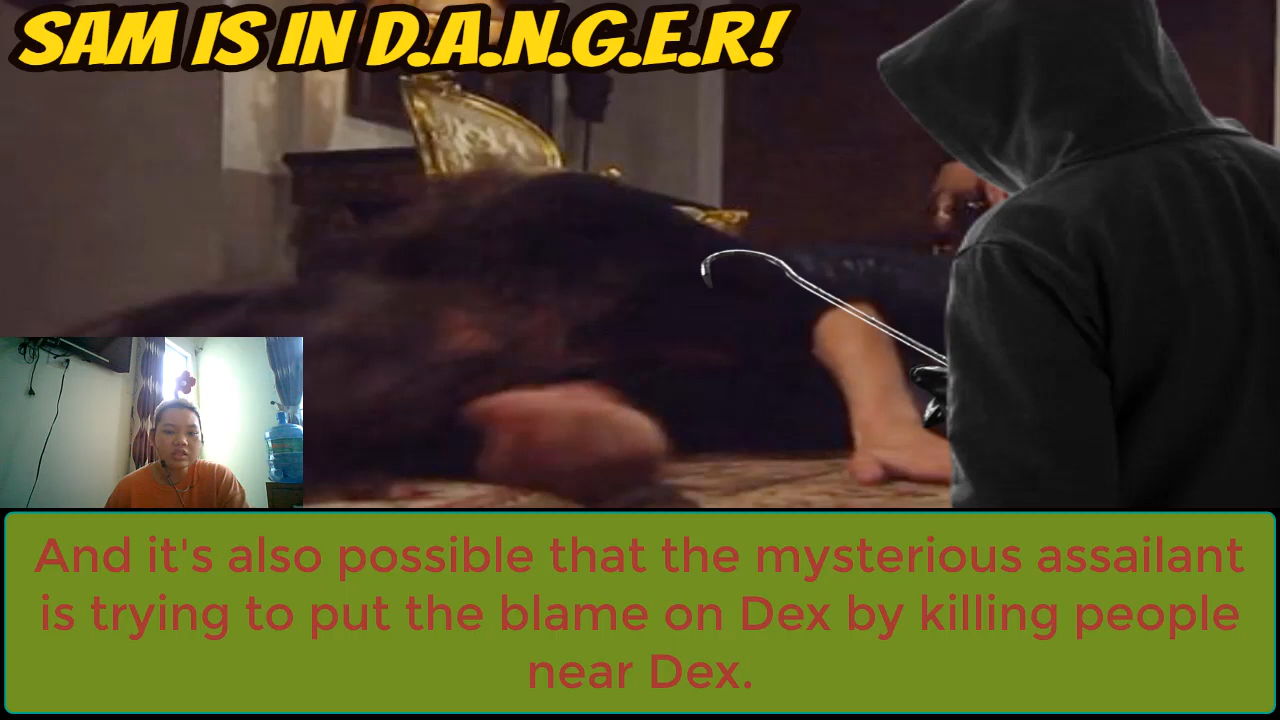 SAM IS IN D.A.N.G.E.R!
And it's also possible that the mysterious assailant
is trying to put the blame on Dex by killing people
near Dex.